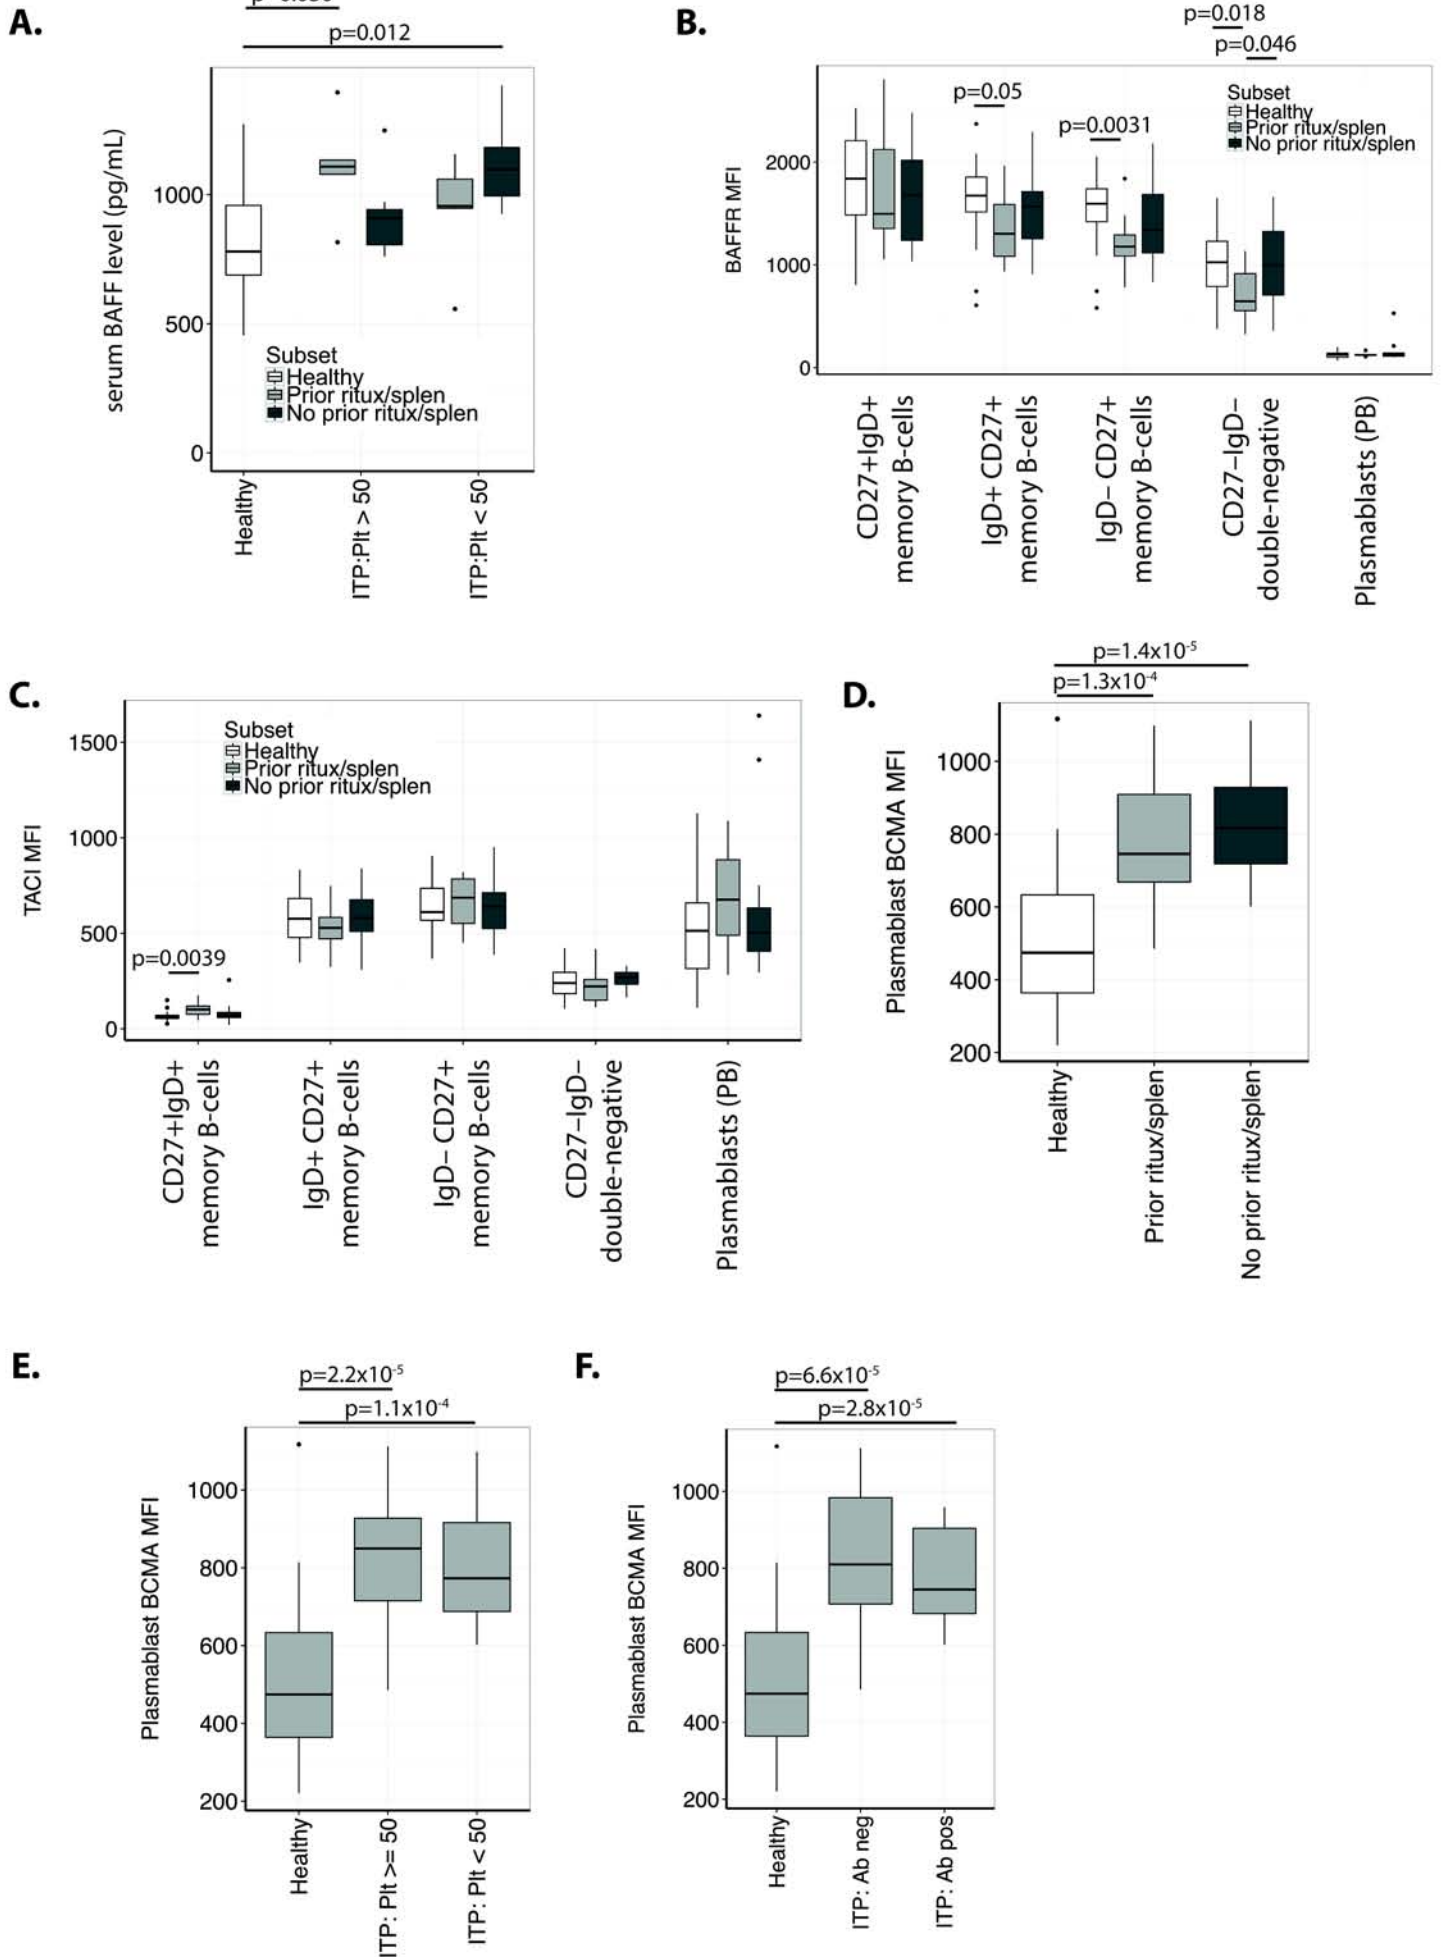 A.
p=0.012
serum BAFF level (pg/mL)
1000
500
0
Subset
Healthy
Prior ritux/splen
No prior ritux/splen
Healthy
ITP:Plt > 50
ITP:Plt < 50
B.
p=0.018
p=0.046
p=0.05
p=0.0031
BAFFR MFI
2000
1000
0
Subset
Healthy
Prior ritux/splen
No prior ritux/splen
CD27+IgD+
memory B-cells
IgD+ CD27+
memory B-cells
IgD− CD27+
memory B-cells
CD27−IgD−
double-negative
Plasmablasts (PB)
C.
TACI MFI
1500
1000
500
0
Subset
Healthy
Prior ritux/splen
No prior ritux/splen
p=0.0039
CD27+IgD+
memory B-cells
IgD+ CD27+
memory B-cells
IgD− CD27+
memory B-cells
CD27−IgD−
double-negative
Plasmablasts (PB)
D.
p=1.4x10⁻⁵
p=1.3x10⁻⁴
Plasmablast BCMA MFI
1000
800
600
400
200
Healthy
Prior ritux/splen
No prior ritux/splen
E.
p=2.2x10⁻⁵
p=1.1x10⁻⁴
Plasmablast BCMA MFI
1000
800
600
400
200
Healthy
ITP: Plt >= 50
ITP: Plt < 50
F.
p=6.6x10⁻⁵
p=2.8x10⁻⁵
Plasmablast BCMA MFI
1000
800
600
400
200
Healthy
ITP: Ab neg
ITP: Ab pos